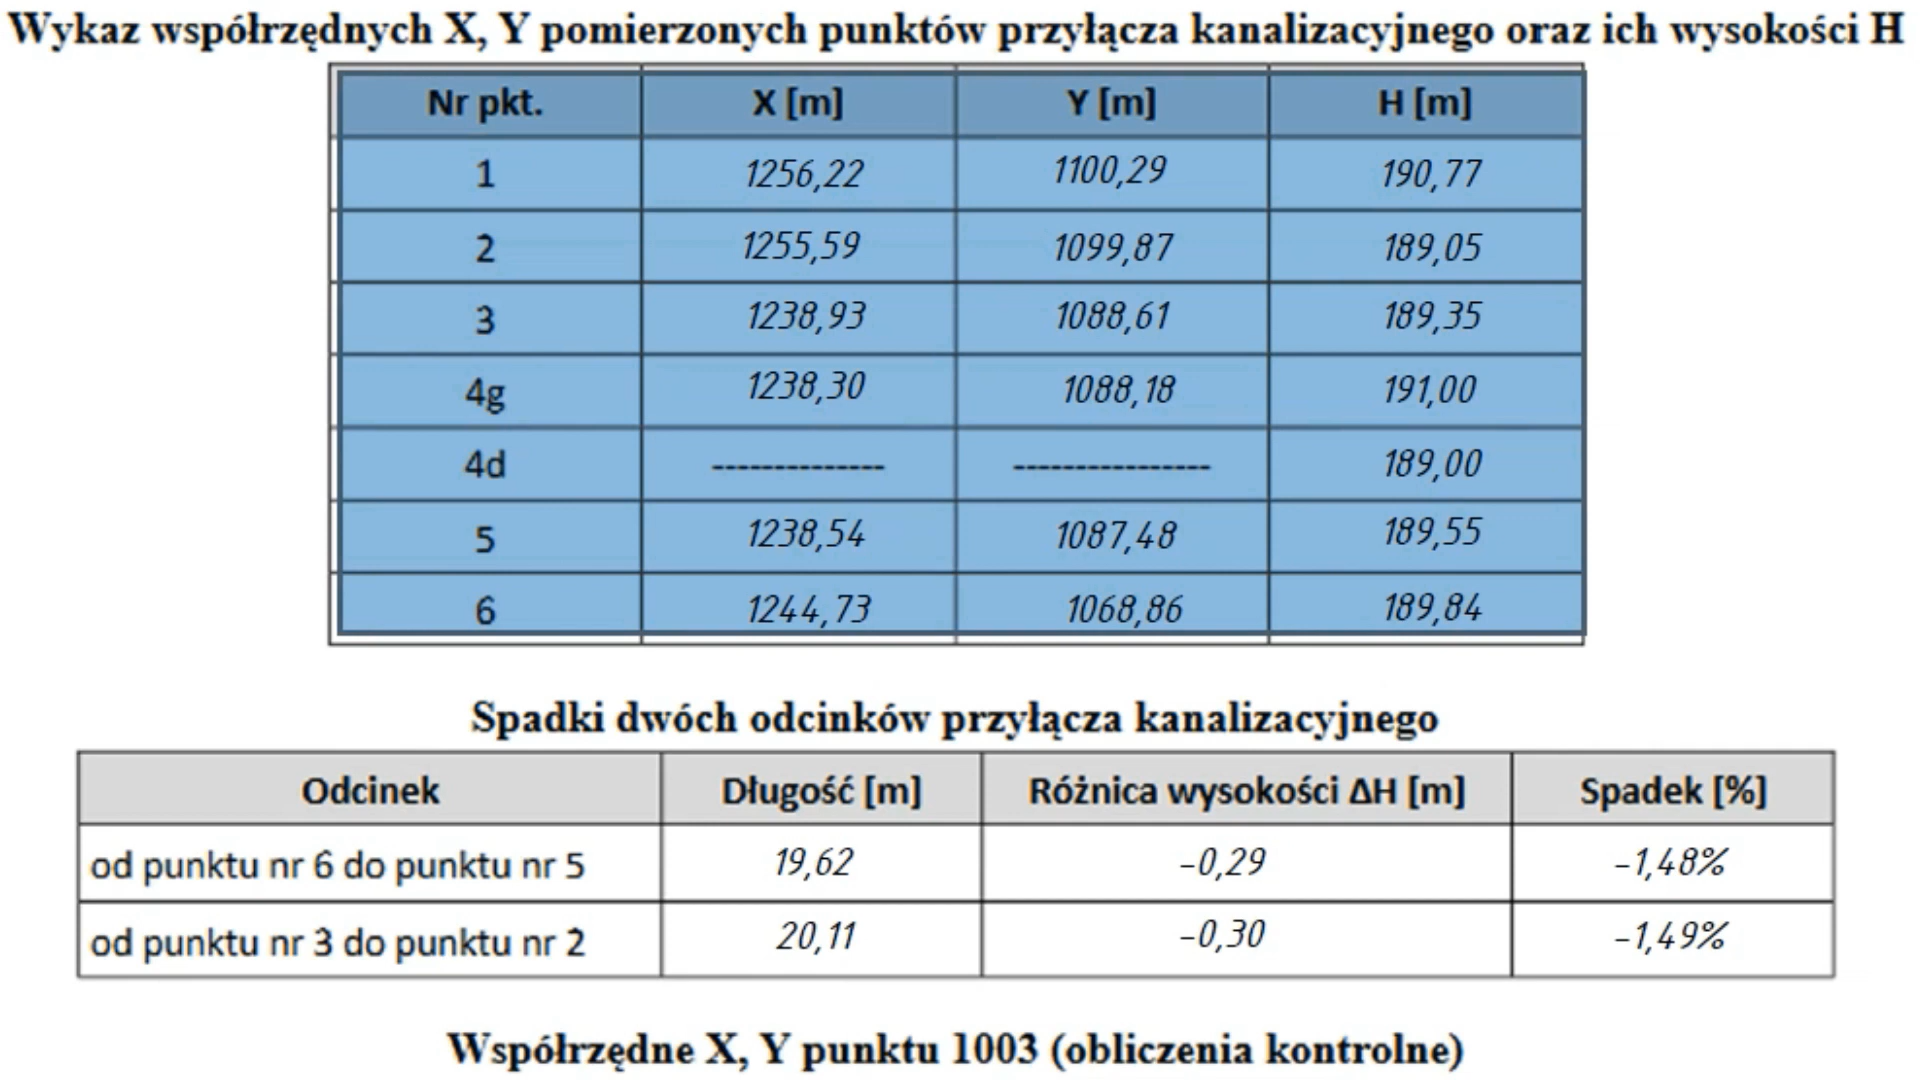 Wykaz współrzędnych X, Y pomierzonych punktów przyłącza kanalizacyjnego oraz ich wysokości H
Nr pkt. X [m] Y [m] H [m]
1 1256,22 1100,29 190,77
2 1255,59 1099,87 189,05
3 1238,93 1088,61 189,35
4g 1238,30 1088,18 191,00
4d -------------- ---------------- 189,00
5 1238,54 1087,48 189,55
6 1244,73 1068,86 189,84
Spadki dwóch odcinków przyłącza kanalizacyjnego
Odcinek Długość [m] Różnica wysokości ΔH [m] Spadek [%]
od punktu nr 6 do punktu nr 5 19,62 -0,29 -1,48%
od punktu nr 3 do punktu nr 2 20,11 -0,30 -1,49%
Współrzędne X, Y punktu 1003 (obliczenia kontrolne)